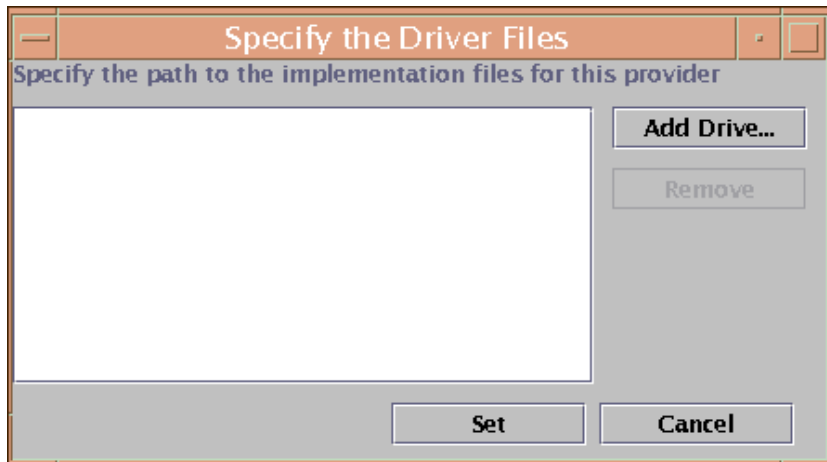 Specify the Driver Files
Specify the path to the implementation files for this provider
Add Drive...
Remove
Set
Cancel